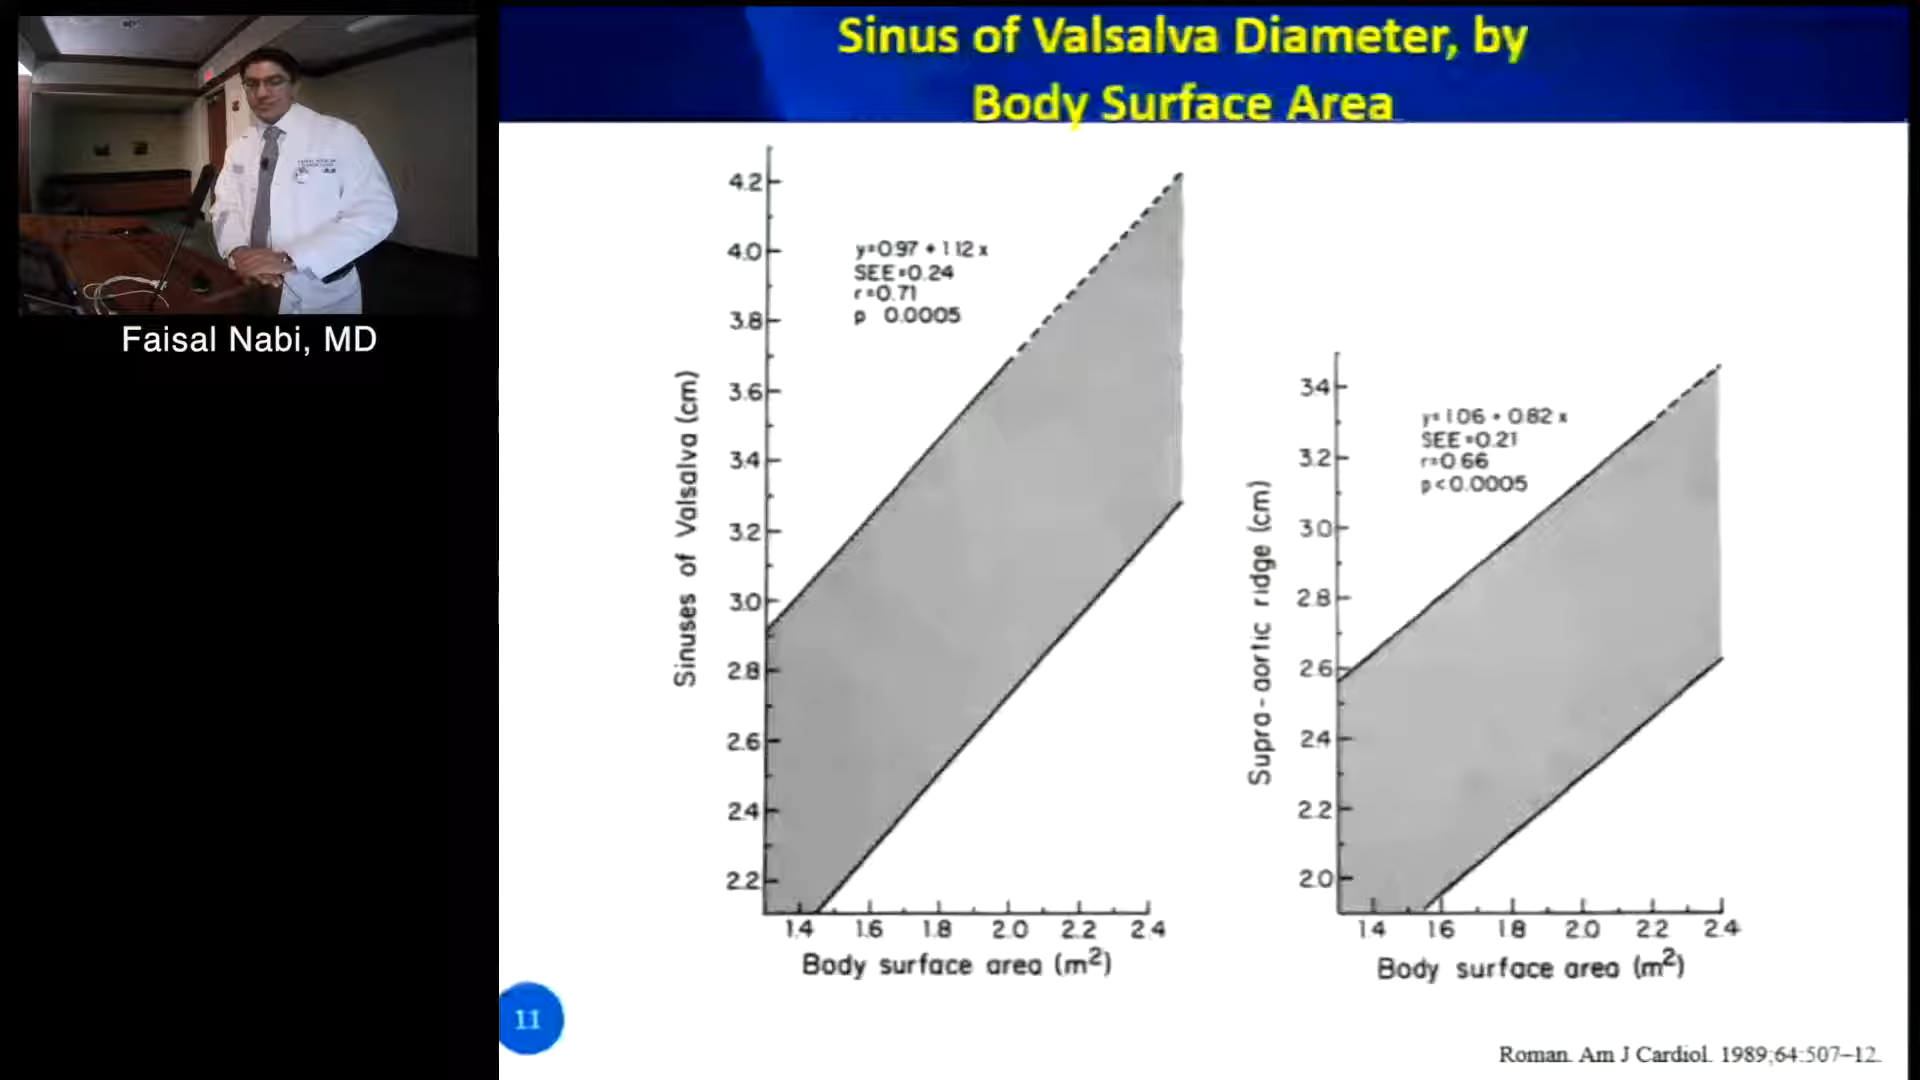 Sinus of Valsalva Diameter, by
Body Surface Area
Faisal Nabi, MD
Sinuses of Valsalva (cm)
4.2
4.0
3.8
3.6
3.4
3.2
3.0
2.8
2.6
2.4
2.2
y=0.97 + 1.12 x
SEE=0.24
r=0.71
p 0.0005
1.4 1.6 1.8 2.0 2.2 2.4
Body surface area (m²)
Supra-aortic ridge (cm)
3.4
3.2
3.0
2.8
2.6
2.4
2.2
2.0
y=1.06 + 0.82 x
SEE=0.21
r=0.66
p<0.0005
1.4 1.6 1.8 2.0 2.2 2.4
Body surface area (m²)
11
Roman. Am J Cardiol. 1989;64:507–12.